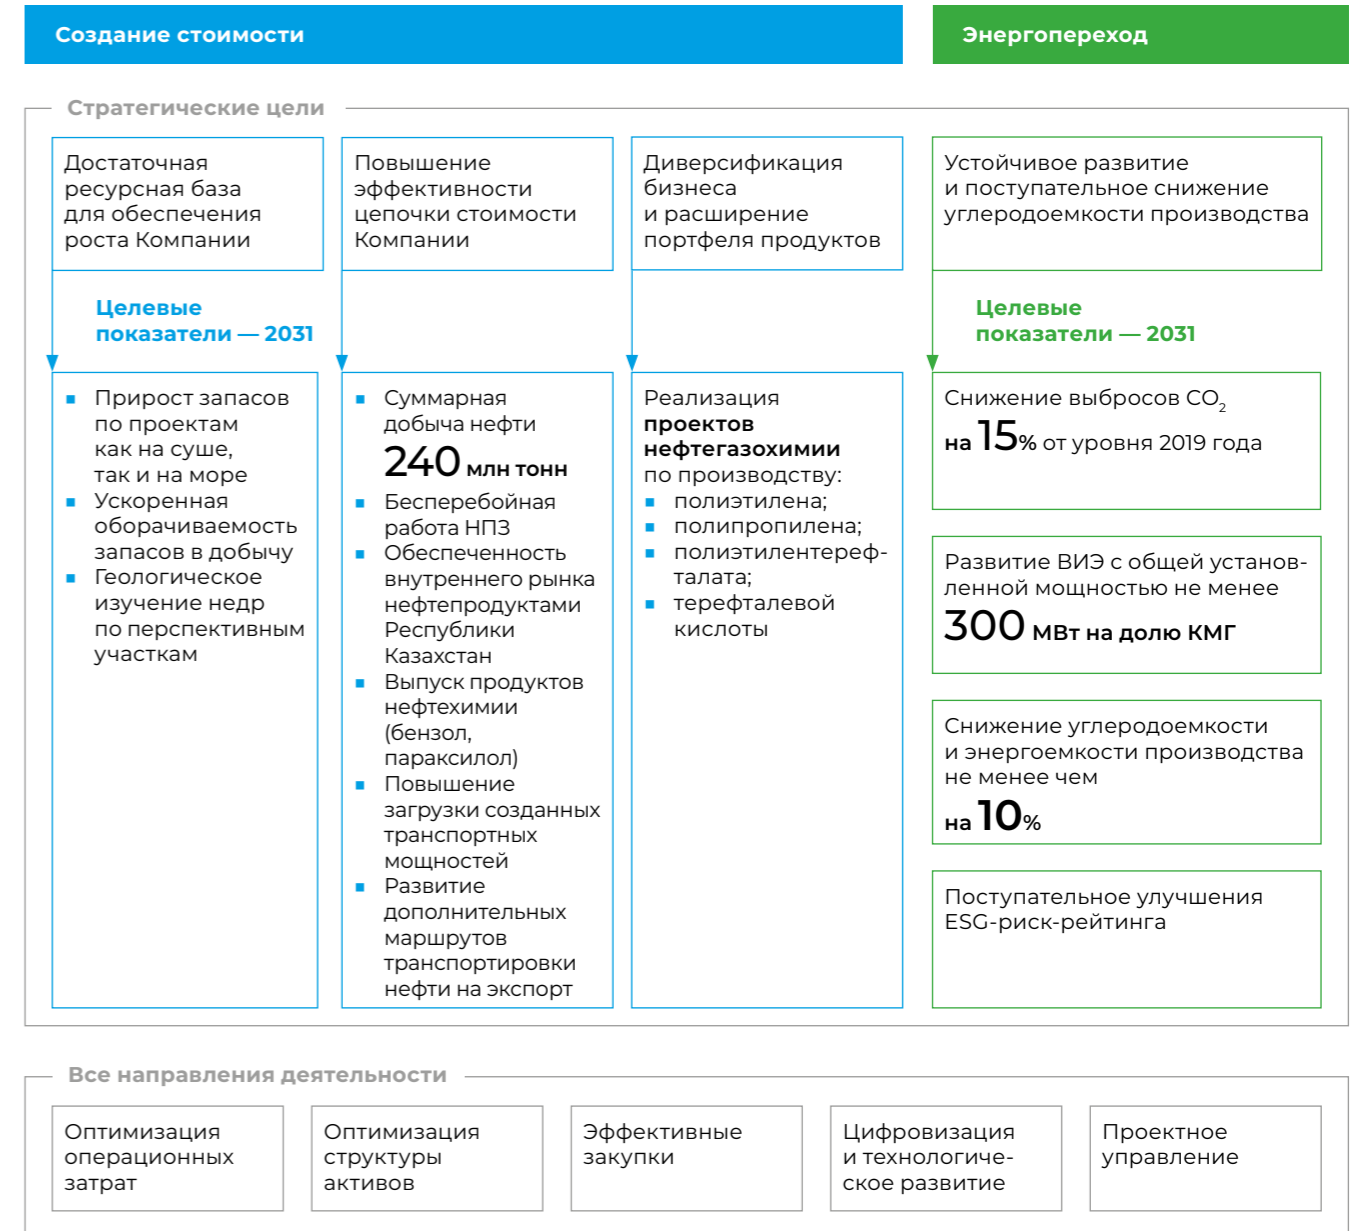 Создание стоимости
Энергопереход
Стратегические цели
Достаточная
ресурсная база
для обеспечения
роста Компании
Повышение
эффективности
цепочки стоимости
Компании
Диверсификация
бизнеса
и расширение
портфеля продуктов
Устойчивое развитие
и поступательное снижение
углеродоемкости производства
Целевые
показатели — 2031
Целевые
показатели — 2031
▪ Прирост запасов
по проектам
как на суше,
так и на море
▪ Ускоренная
оборачиваемость
запасов в добычу
▪ Геологическое
изучение недр
по перспективным
участкам
▪ Суммарная
добыча нефти
240 млн тонн
▪ Бесперебойная
работа НПЗ
▪ Обеспеченность
внутреннего рынка
нефтепродуктами
Республики
Казахстан
▪ Выпуск продуктов
нефтехимии
(бензол,
параксилол)
▪ Повышение
загрузки созданных
транспортных
мощностей
▪ Развитие
дополнительных
маршрутов
транспортировки
нефти на экспорт
Реализация
проектов
нефтегазохимии
по производству:
▪ полиэтилена;
▪ полипропилена;
▪ полиэтилентереф-
талата;
▪ терефталевой
кислоты
Снижение выбросов CO₂
на 15% от уровня 2019 года
Развитие ВИЭ с общей установ-
ленной мощностью не менее
300 МВт на долю КМГ
Снижение углеродоемкости
и энергоемкости производства
не менее чем
на 10%
Поступательное улучшения
ESG-риск-рейтинга
Все направления деятельности
Оптимизация
операционных
затрат
Оптимизация
структуры
активов
Эффективные
закупки
Цифровизация
и технологиче-
ское развитие
Проектное
управление